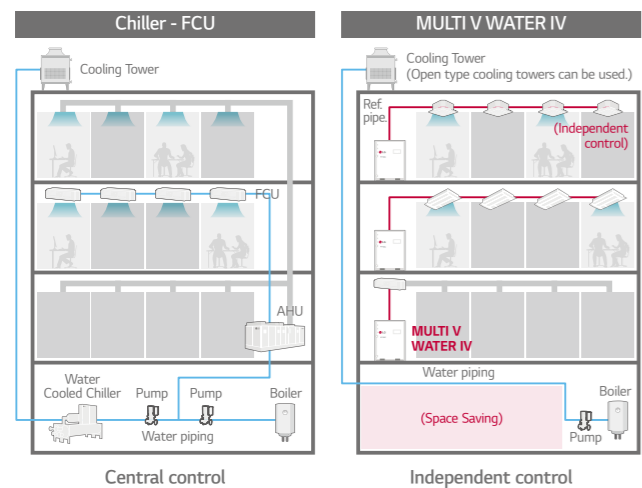 Chiller - FCU
Cooling Tower
FCU
AHU
Water
Cooled Chiller
Pump
Pump
Boiler
Water piping
Central control
MULTI V WATER IV
Cooling Tower
(Open type cooling towers can be used.)
Ref.
pipe.
(Independent
control)
MULTI V
WATER IV
Water piping
Boiler
(Space Saving)
Pump
Independent control